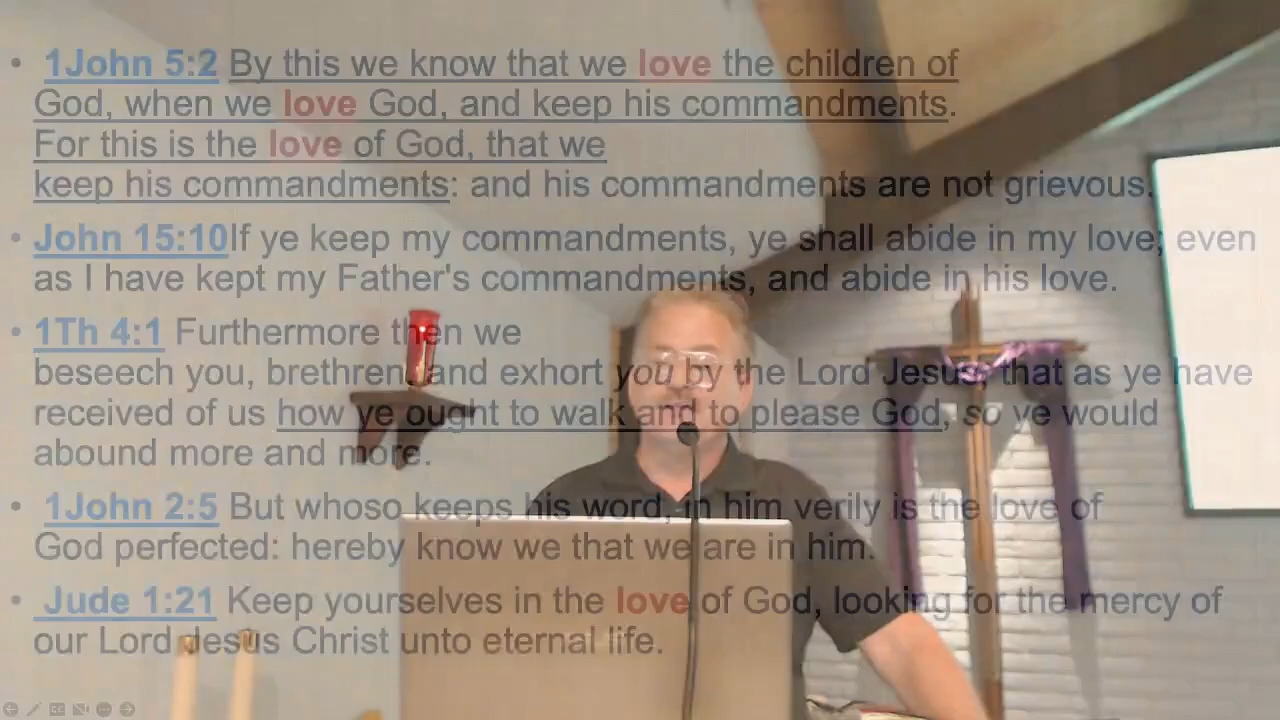 • 1John 5:2 By this we know that we love the children of
God, when we love God, and keep his commandments.
For this is the love of God, that we
keep his commandments: and his commandments are not grievous.
• John 15:10If ye keep my commandments, ye shall abide in my love; even
as I have kept my Father's commandments, and abide in his love.
• 1Th 4:1 Furthermore then we
beseech you, brethren, and exhort you by the Lord Jesus, that as ye have
received of us how ye ought to walk and to please God, so ye would
abound more and more.
• 1John 2:5 But whoso keeps his word, in him verily is the love of
God perfected: hereby know we that we are in him.
• Jude 1:21 Keep yourselves in the love of God, looking for the mercy of
our Lord Jesus Christ unto eternal life.